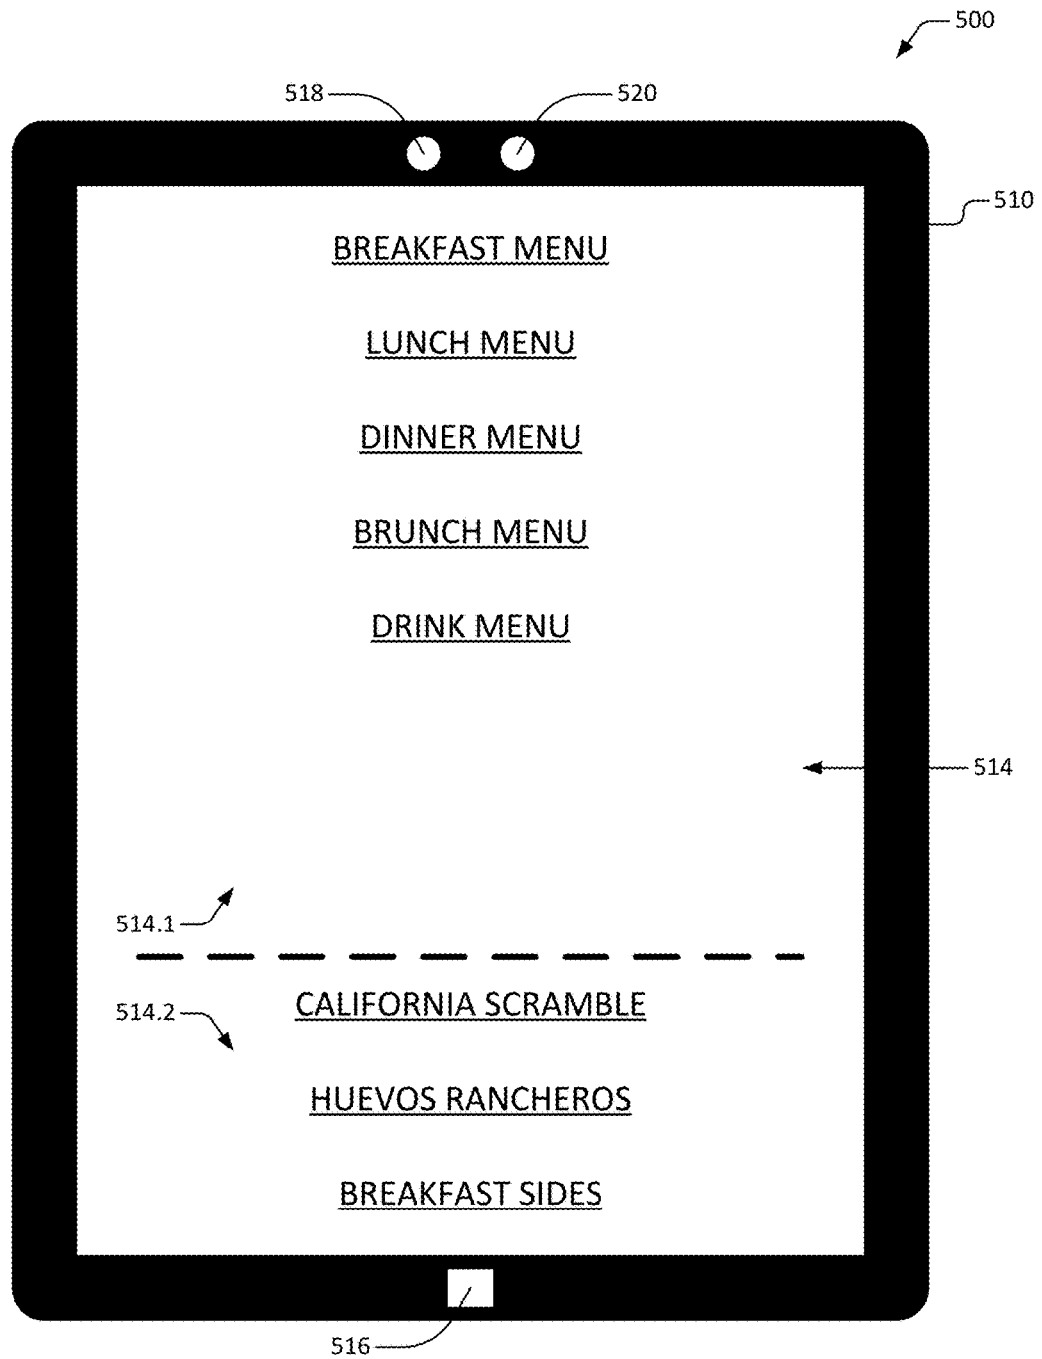 500
518
520
510
BREAKFAST MENU
LUNCH MENU
DINNER MENU
BRUNCH MENU
DRINK MENU
514
514.1
CALIFORNIA SCRAMBLE
514.2
HUEVOS RANCHEROS
BREAKFAST SIDES
516